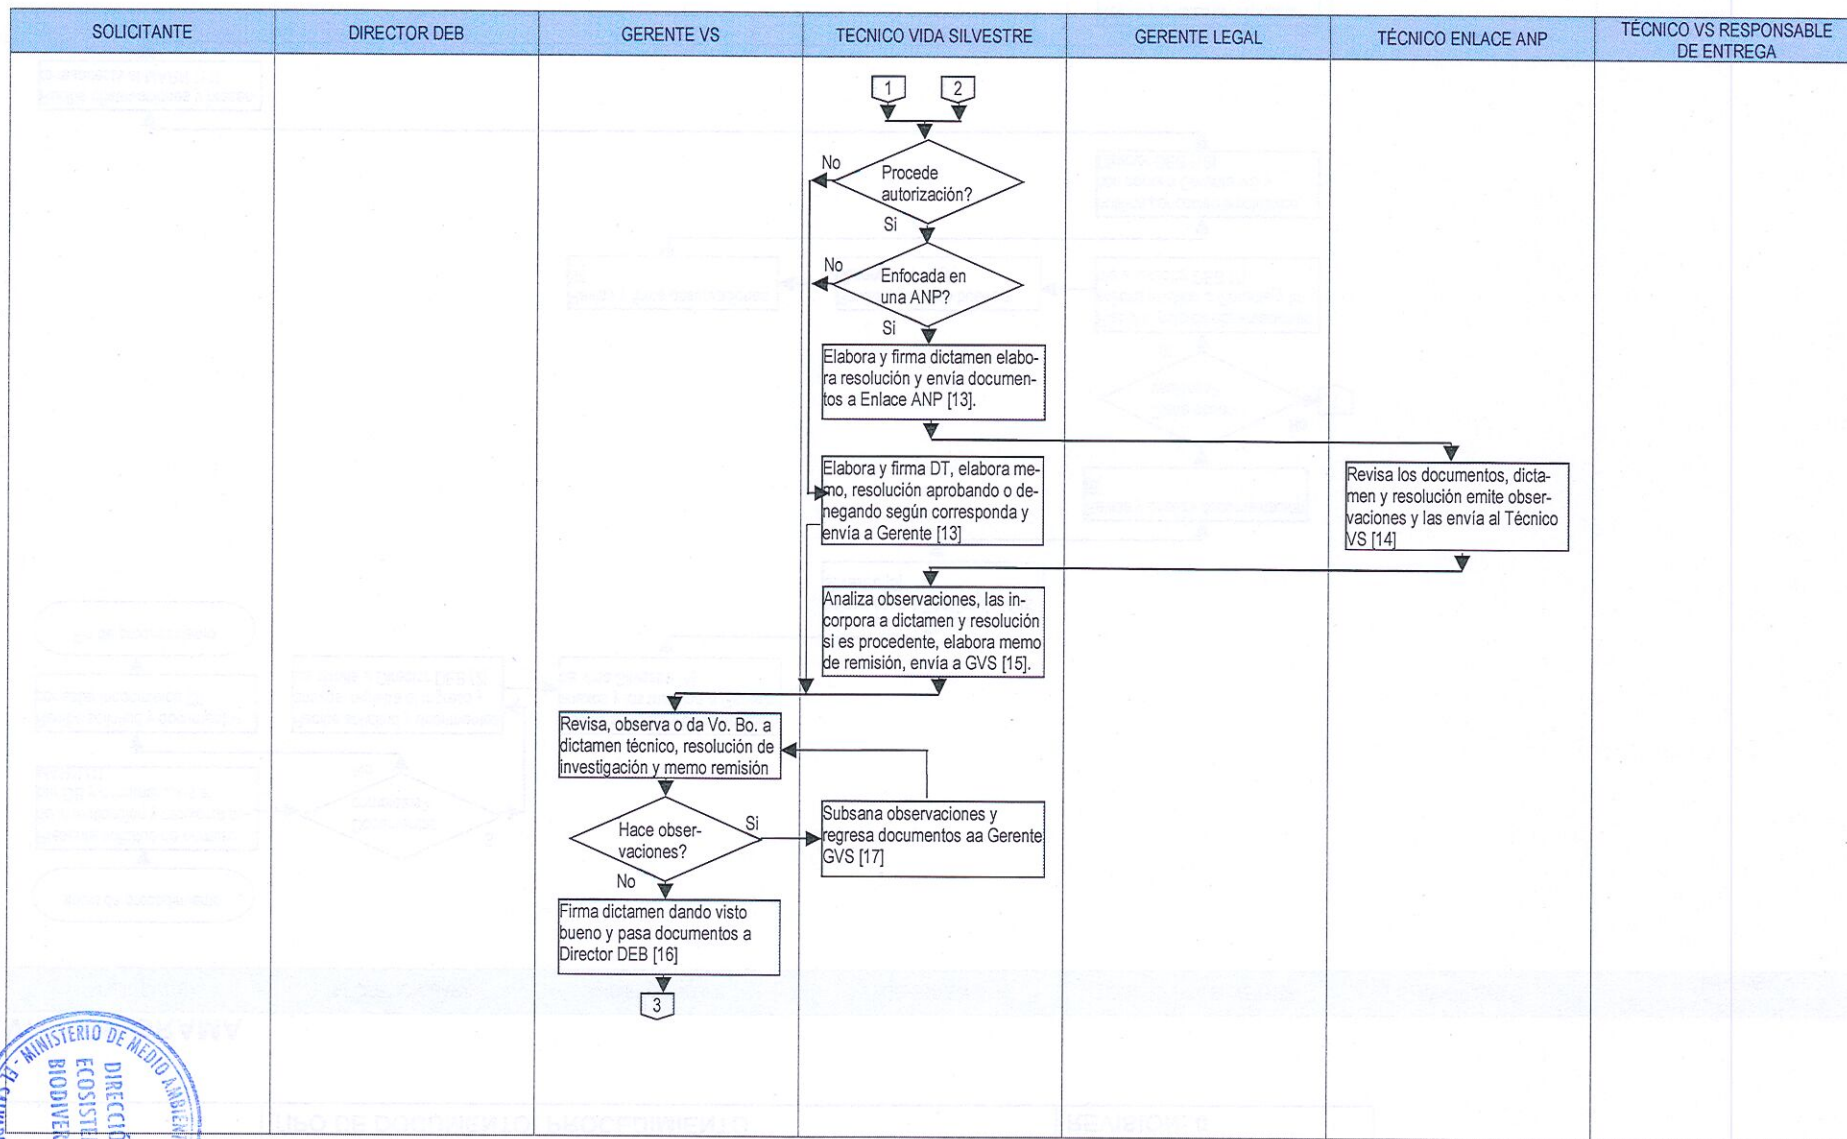 SOLICITANTE
DIRECTOR DEB
GERENTE VS
TECNICO VIDA SILVESTRE
GERENTE LEGAL
TÉCNICO ENLACE ANP
TÉCNICO VS RESPONSABLE
DE ENTREGA
1
2
No
Procede
autorización?
Si
No
Enfocada en
una ANP?
Si
Elabora y firma dictamen elabo-
ra resolución y envía documen-
tos a Enlace ANP [13].
Elabora y firma DT, elabora me-
mo, resolución aprobando o de-
negando según corresponda y
envía a Gerente [13]
Revisa los documentos, dicta-
men y resolución emite obser-
vaciones y las envía al Técnico
VS [14]
Analiza observaciones, las in-
corpora a dictamen y resolución
si es procedente, elabora memo
de remisión, envía a GVS [15].
Revisa, observa o da Vo. Bo. a
dictamen técnico, resolución de
investigación y memo remisión
Hace obser-
vaciones?
Si
Subsana observaciones y
regresa documentos aa Gerente
GVS [17]
No
Firma dictamen dando visto
bueno y pasa documentos a
Director DEB [16]
3
MINISTERIO DE MEDIO